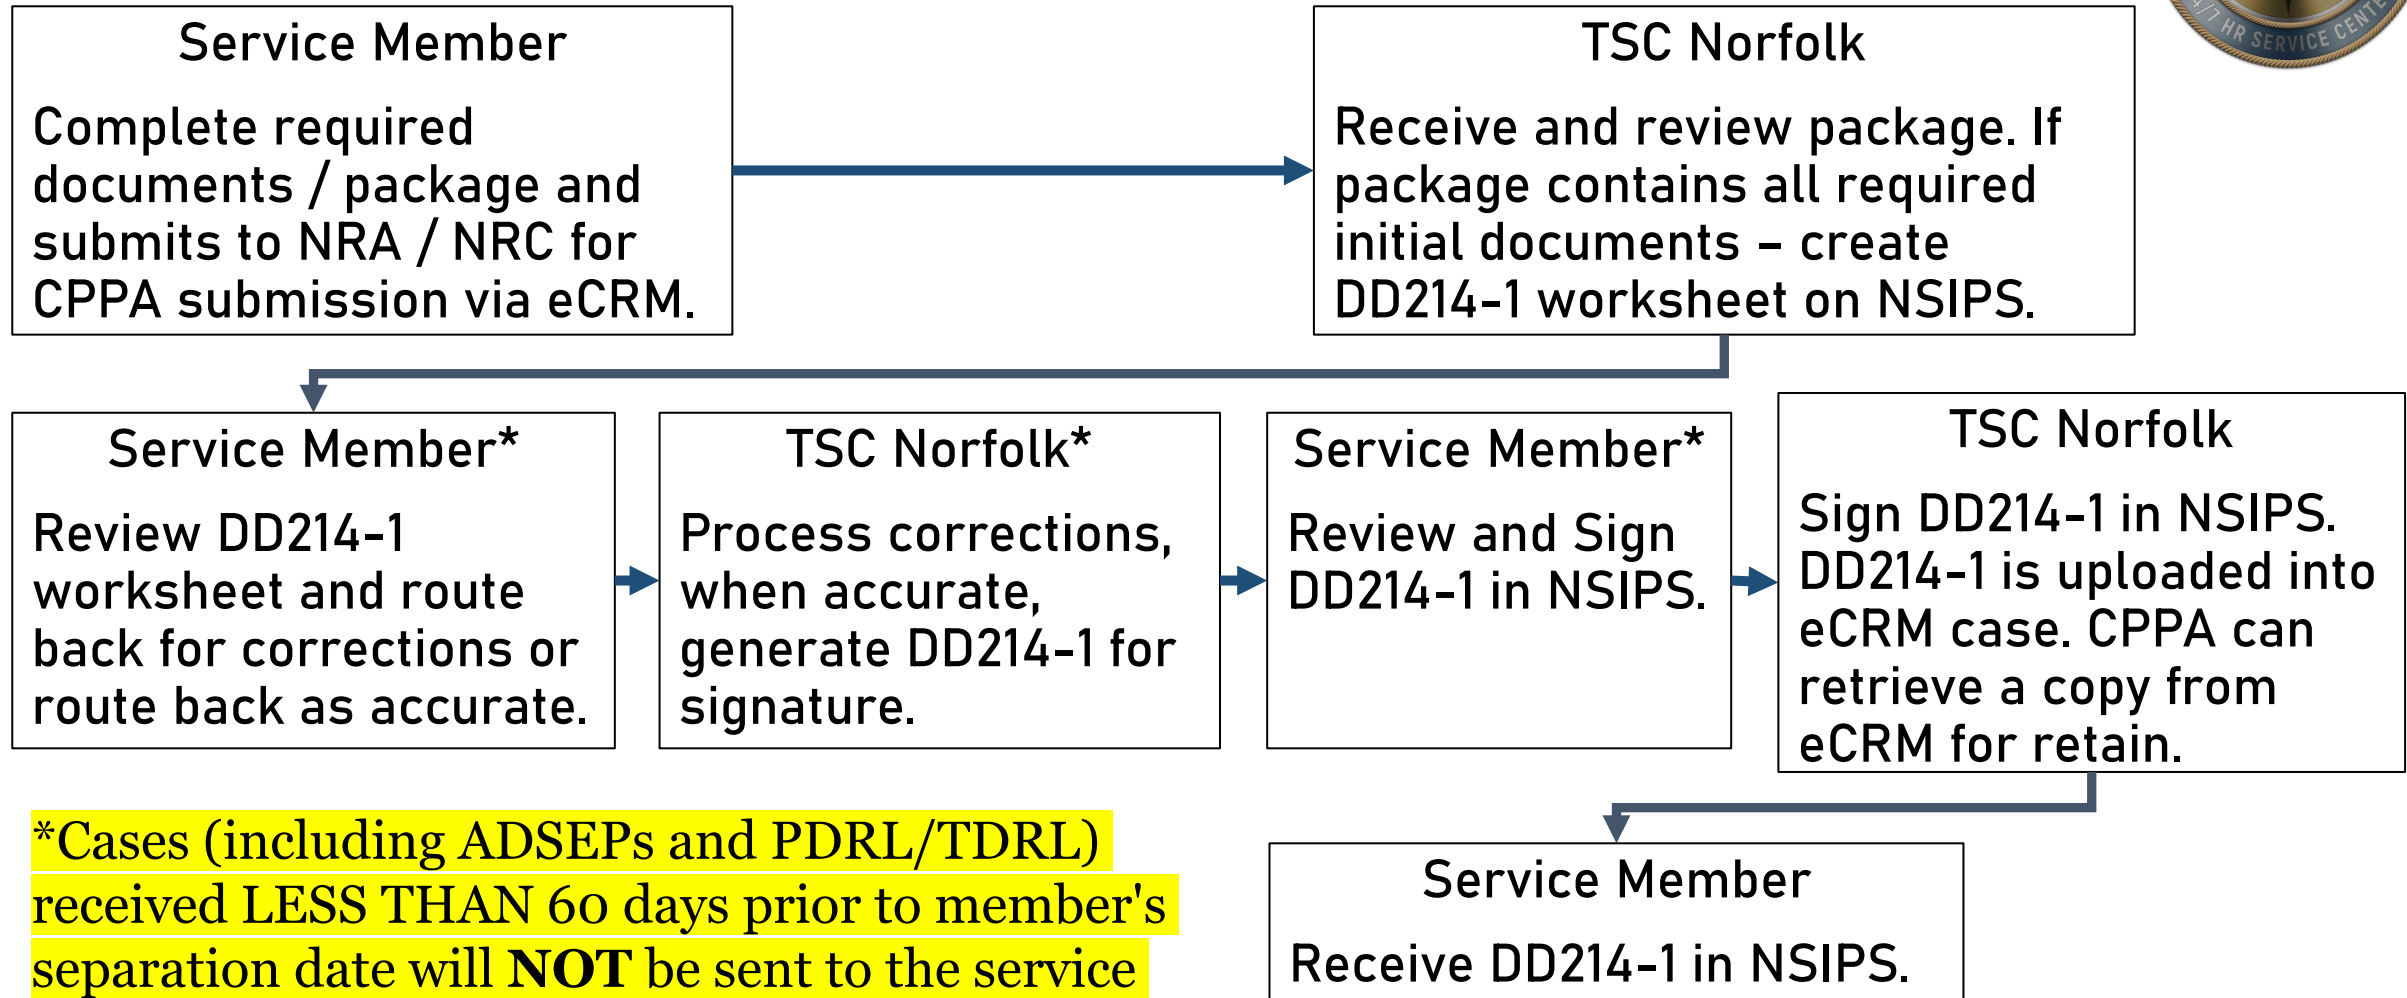 24/7 HR SERVICE CENTER
Service Member
Complete required
documents / package and
submits to NRA / NRC for
CPPA submission via eCRM.
TSC Norfolk
Receive and review package. If
package contains all required
initial documents – create
DD214-1 worksheet on NSIPS.
Service Member*
Review DD214-1
worksheet and route
back for corrections or
route back as accurate.
TSC Norfolk*
Process corrections,
when accurate,
generate DD214-1 for
signature.
Service Member*
Review and Sign
DD214-1 in NSIPS.
TSC Norfolk
Sign DD214-1 in NSIPS.
DD214-1 is uploaded into
eCRM case. CPPA can
retrieve a copy from
eCRM for retain.
*Cases (including ADSEPs and PDRL/TDRL)
received LESS THAN 60 days prior to member's
separation date will NOT be sent to the service
Service Member
Receive DD214-1 in NSIPS.